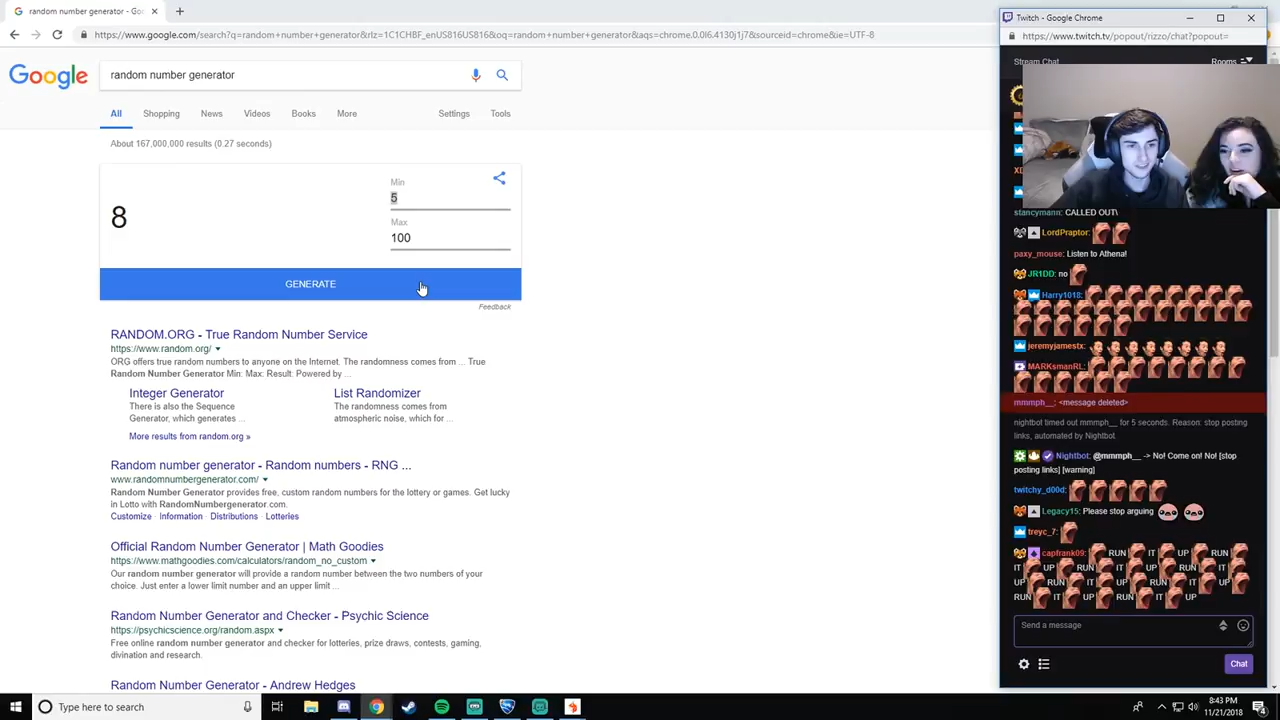 random number generator - Goo
https://www.google.com/search?q=random+number+generator&rlz=1C1CHBF_enUS816US816&oq=random+number+generator&aqs=chrome.0.0l6.4130j1j7&sourceid=chrome&ie=UTF-8
Google
random number generator
All Shopping News Videos Books More Settings Tools
About 167,000,000 results (0.27 seconds)
8
Min
5
Max
100
GENERATE
Feedback
RANDOM.ORG - True Random Number Service
https://www.random.org/
ORG offers true random numbers to anyone on the Internet. The randomness comes from ... True
Random Number Generator Min: Max: Result: Powered by ...
Integer Generator
There is also the Sequence
Generator, which generates ...
List Randomizer
The randomness comes from
atmospheric noise, which for ...
More results from random.org »
Random number generator - Random numbers - RNG ...
www.randomnumbergenerator.com/
Random Number Generator provides free, custom random numbers for the lottery or games. Get lucky
in Lotto with RandomNumbergenerator.com.
Customize · Information · Distributions · Lotteries
Official Random Number Generator | Math Goodies
https://www.mathgoodies.com/calculators/random_no_custom
Our random number generator will provide a random number between the two numbers of your
choice. Just enter a lower limit number and an upper limit ...
Random Number Generator and Checker - Psychic Science
https://psychicscience.org/random.aspx
Free online random number generator and checker for lotteries, prize draws, contests, gaming,
divination and research.
Random Number Generator - Andrew Hedges
Twitch - Google Chrome
https://www.twitch.tv/popout/rizzo/chat?popout=
Stream Chat Rooms
XD
stancymann: CALLED OUT\
LordPraptor:
paxy_mouse: Listen to Athena!
JR1DD: no
Harry1018:
jeremyjamestx:
MARKsmanRL:
mmmph__: <message deleted>
nightbot timed out mmmph__ for 5 seconds. Reason: stop posting
links, automated by Nightbot.
Nightbot: @mmmph__ -> No! Come on! No! [stop
posting links] [warning]
twitchy_d00d:
Legacy15: Please stop arguing
treyc_7:
capfrank09: RUN IT UP RUN
IT UP RUN IT UP RUN IT
UP RUN IT UP RUN IT UP
RUN IT UP RUN IT UP
Send a message
Chat
Type here to search
8:43 PM
11/21/2018
4